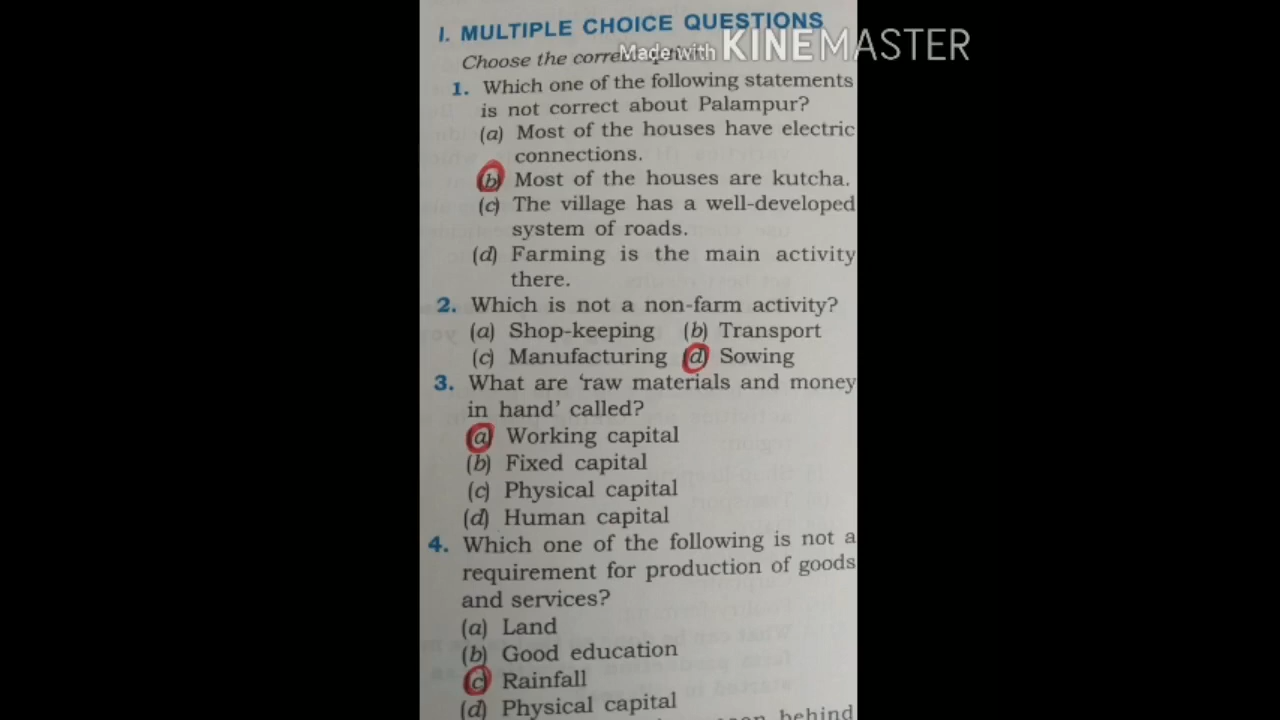 I. MULTIPLE CHOICE QUESTIONS
Made with KINEMASTER
Choose the correct
1. Which one of the following statements
is not correct about Palampur?
(a) Most of the houses have electric
connections.
(b) Most of the houses are kutcha.
(c) The village has a well-developed
system of roads.
(d) Farming is the main activity
there.
2. Which is not a non-farm activity?
(a) Shop-keeping (b) Transport
(c) Manufacturing (d) Sowing
3. What are ‘raw materials and money
in hand’ called?
(a) Working capital
(b) Fixed capital
(c) Physical capital
(d) Human capital
4. Which one of the following is not a
requirement for production of goods
and services?
(a) Land
(b) Good education
(c) Rainfall
(d) Physical capital
behind